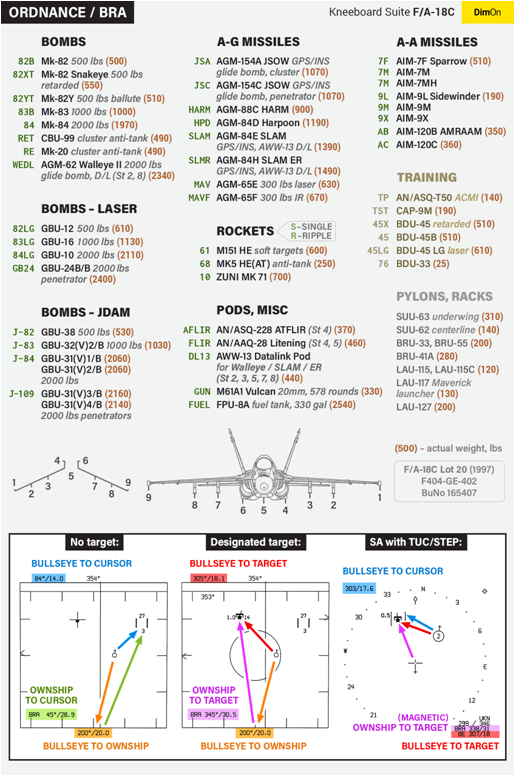 ORDNANCE / BRA
Kneeboard Suite F/A-18C
DimOn
BOMBS
82B Mk-82 500 lbs (500)
82XT Mk-82 Snakeye 500 lbs
retarded (550)
82YT Mk-82Y 500 lbs ballute (510)
83B Mk-83 1000 lbs (1000)
84 Mk-84 2000 lbs (1970)
RET CBU-99 cluster anti-tank (490)
RE Mk-20 cluster anti-tank (490)
WEDL AGM-62 Walleye II 2000 lbs
glide bomb, D/L (St 2, 8) (2340)
BOMBS – LASER
82LG GBU-12 500 lbs (610)
83LG GBU-16 1000 lbs (1130)
84LG GBU-10 2000 lbs (2110)
GB24 GBU-24B/B 2000 lbs
penetrator (2400)
BOMBS – JDAM
J-82 GBU-38 500 lbs (530)
J-83 GBU-32(V)2/B 1000 lbs (1030)
J-84 GBU-31(V)1/B (2060)
GBU-31(V)2/B (2060)
2000 lbs
J-109 GBU-31(V)3/B (2160)
GBU-31(V)4/B (2140)
2000 lbs penetrators
A-G MISSILES
JSA AGM-154A JSOW GPS/INS
glide bomb, cluster (1070)
JSC AGM-154C JSOW GPS/INS
glide bomb, penetrator (1070)
HARM AGM-88C HARM (900)
HPD AGM-84D Harpoon (1190)
SLAM AGM-84E SLAM
GPS/INS, AWW-13 D/L (1390)
SLMR AGM-84H SLAM ER
GPS/INS, AWW-13 D/L (1490)
MAV AGM-65E 300 lbs laser (630)
MAVF AGM-65F 300 lbs IR (670)
ROCKETS
S - SINGLE
R - RIPPLE
61 M151 HE soft targets (600)
68 MK5 HE(AT) anti-tank (250)
10 ZUNI MK 71 (700)
PODS, MISC
AFLIR AN/ASQ-228 ATFLIR (St 4) (370)
FLIR AN/AAQ-28 Litening (St 4, 5) (460)
DL13 AWW-13 Datalink Pod
for Walleye / SLAM / ER
(St 2, 3, 5, 7, 8) (440)
GUN M61A1 Vulcan 20mm, 578 rounds (330)
FUEL FPU-8A fuel tank, 330 gal (2540)
A-A MISSILES
7F AIM-7F Sparrow (510)
7M AIM-7M
7M AIM-7MH
9L AIM-9L Sidewinder (190)
9M AIM-9M
9X AIM-9X
AB AIM-120B AMRAAM (350)
AC AIM-120C (360)
TRAINING
TP AN/ASQ-T50 ACMI (140)
TST CAP-9M (190)
45X BDU-45 retarded (510)
45 BDU-45B (510)
45LG BDU-45 LG laser (610)
76 BDU-33 (25)
PYLONS, RACKS
SUU-63 underwing (310)
SUU-62 centerline (140)
BRU-33, BRU-55 (200)
BRU-41A (280)
LAU-115, LAU-115C (120)
LAU-117 Maverick
launcher (130)
LAU-127 (200)
(500) – actual weight, lbs
F/A-18C Lot 20 (1997)
F404-GE-402
BuNo 165407
4 6
5
1 2 3 7 8 9
9 8 7 6 5 4 3 2 1
No target:
BULLSEYE TO CURSOR
84°/14.0
354°
27
3
OWNSHIP
TO CURSOR
BRA 45°/28.9
200°/20.0
BULLSEYE TO OWNSHIP
Designated target:
BULLSEYE TO TARGET
305°/18.1
354°
353°
1.0 14
27
3
OWNSHIP
TO TARGET
BRA 345°/30.5
200°/20.0
BULLSEYE TO OWNSHIP
SA with TUC/STEP:
BULLSEYE TO CURSOR
303/17.6
33 N 3
0.5
2
6
W
E
24
21
(MAGNETIC)
OWNSHIP TO TARGET
UKN
299 / 346
BRA 338/31
BE 307/18
BULLSEYE TO TARGET